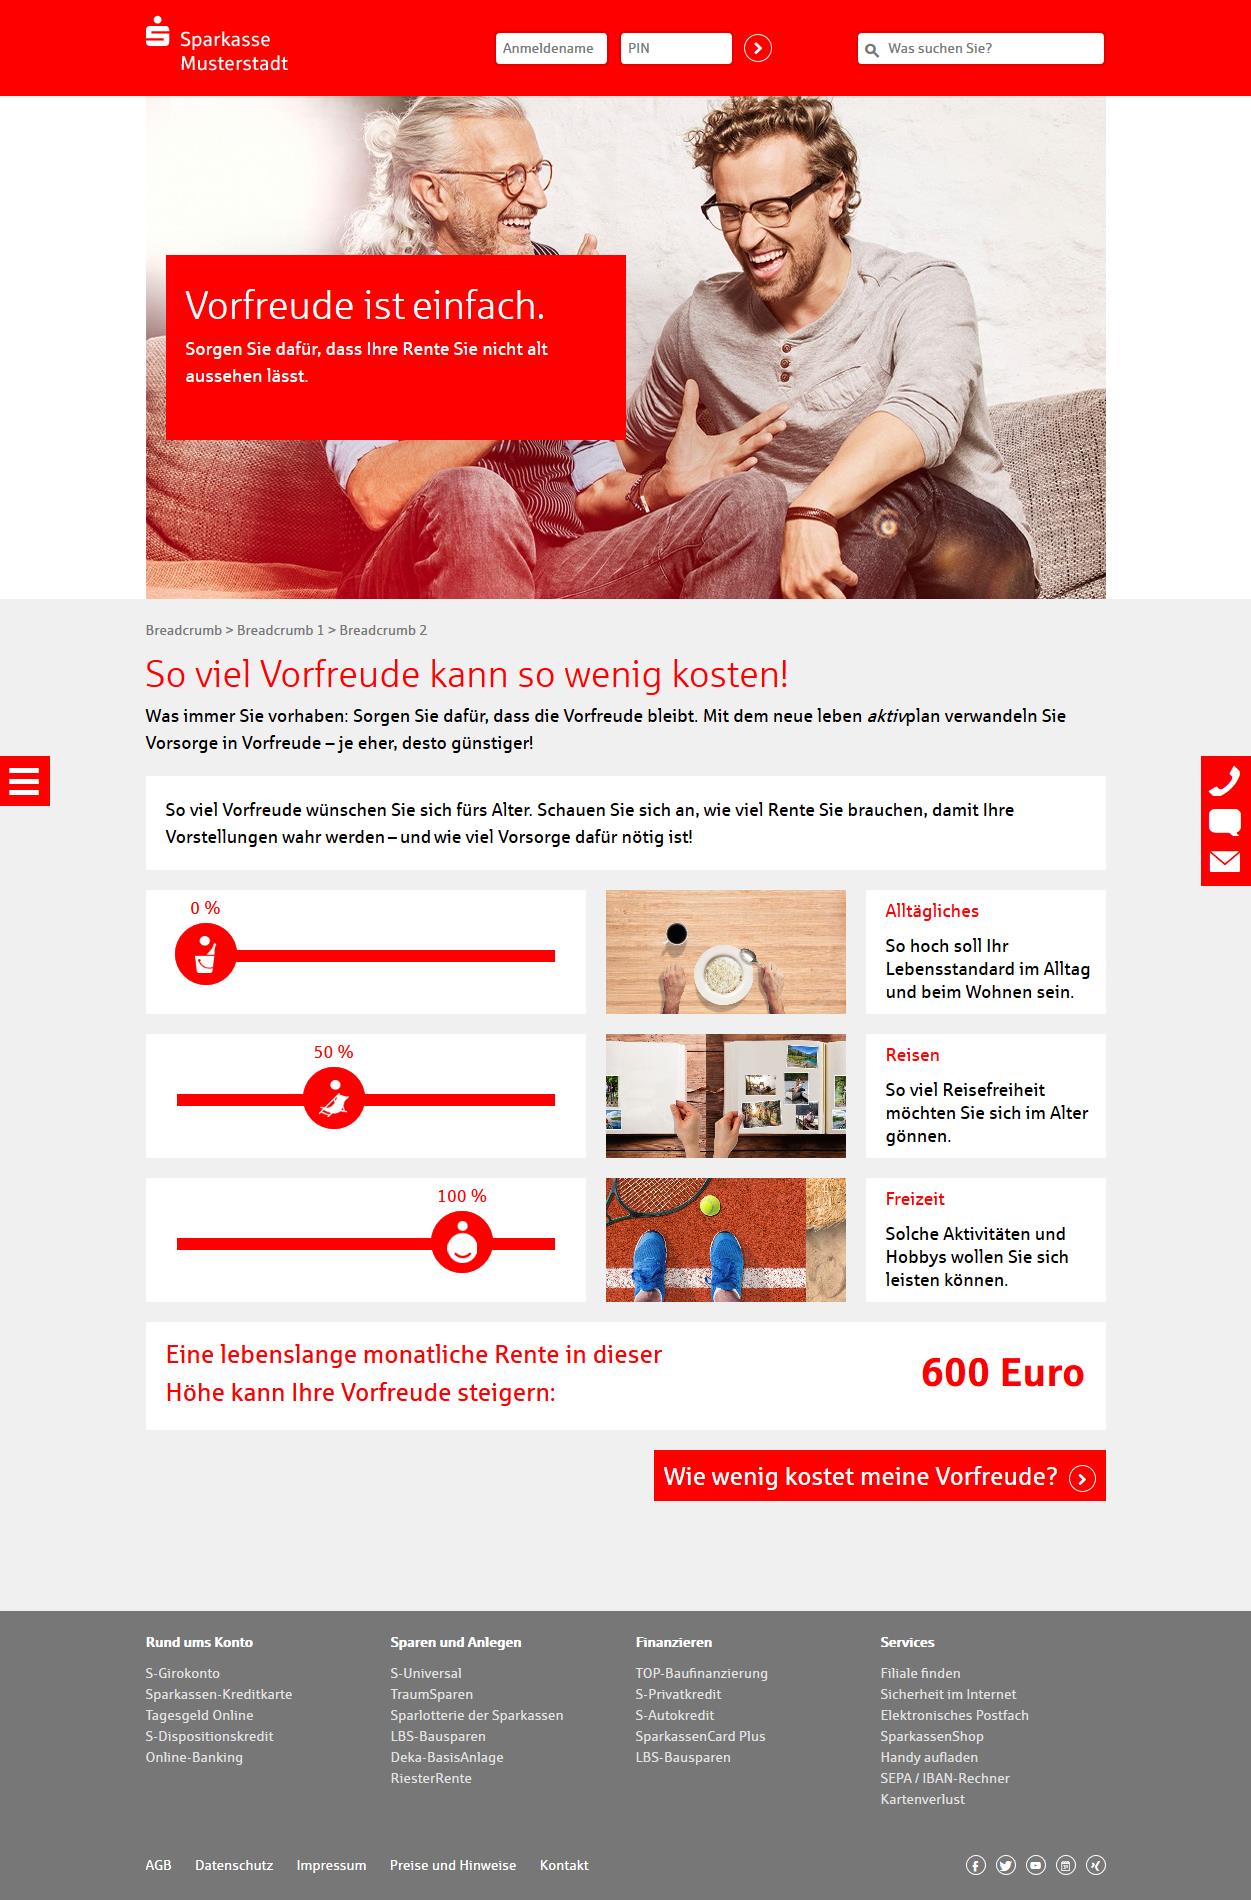 Sparkasse
Musterstadt
Anmeldename
PIN
Was suchen Sie?
Vorfreude ist einfach.
Sorgen Sie dafür, dass Ihre Rente Sie nicht alt
aussehen lässt.
Breadcrumb > Breadcrumb 1 > Breadcrumb 2
So viel Vorfreude kann so wenig kosten!
Was immer Sie vorhaben: Sorgen Sie dafür, dass die Vorfreude bleibt. Mit dem neue leben aktivplan verwandeln Sie
Vorsorge in Vorfreude – je eher, desto günstiger!
So viel Vorfreude wünschen Sie sich fürs Alter. Schauen Sie sich an, wie viel Rente Sie brauchen, damit Ihre
Vorstellungen wahr werden – und wie viel Vorsorge dafür nötig ist!
0 %
Alltägliches
So hoch soll Ihr
Lebensstandard im Alltag
und beim Wohnen sein.
50 %
Reisen
So viel Reisefreiheit
möchten Sie sich im Alter
gönnen.
100 %
Freizeit
Solche Aktivitäten und
Hobbys wollen Sie sich
leisten können.
Eine lebenslange monatliche Rente in dieser
Höhe kann Ihre Vorfreude steigern:
600 Euro
Wie wenig kostet meine Vorfreude?
Rund ums Konto
S-Girokonto
Sparkassen-Kreditkarte
Tagesgeld Online
S-Dispositionskredit
Online-Banking
Sparen und Anlegen
S-Universal
TraumSparen
Sparlotterie der Sparkassen
LBS-Bausparen
Deka-BasisAnlage
RiesterRente
Finanzieren
TOP-Baufinanzierung
S-Privatkredit
S-Autokredit
SparkassenCard Plus
LBS-Bausparen
Services
Filiale finden
Sicherheit im Internet
Elektronisches Postfach
SparkassenShop
Handy aufladen
SEPA / IBAN-Rechner
Kartenverlust
AGB Datenschutz Impressum Preise und Hinweise Kontakt